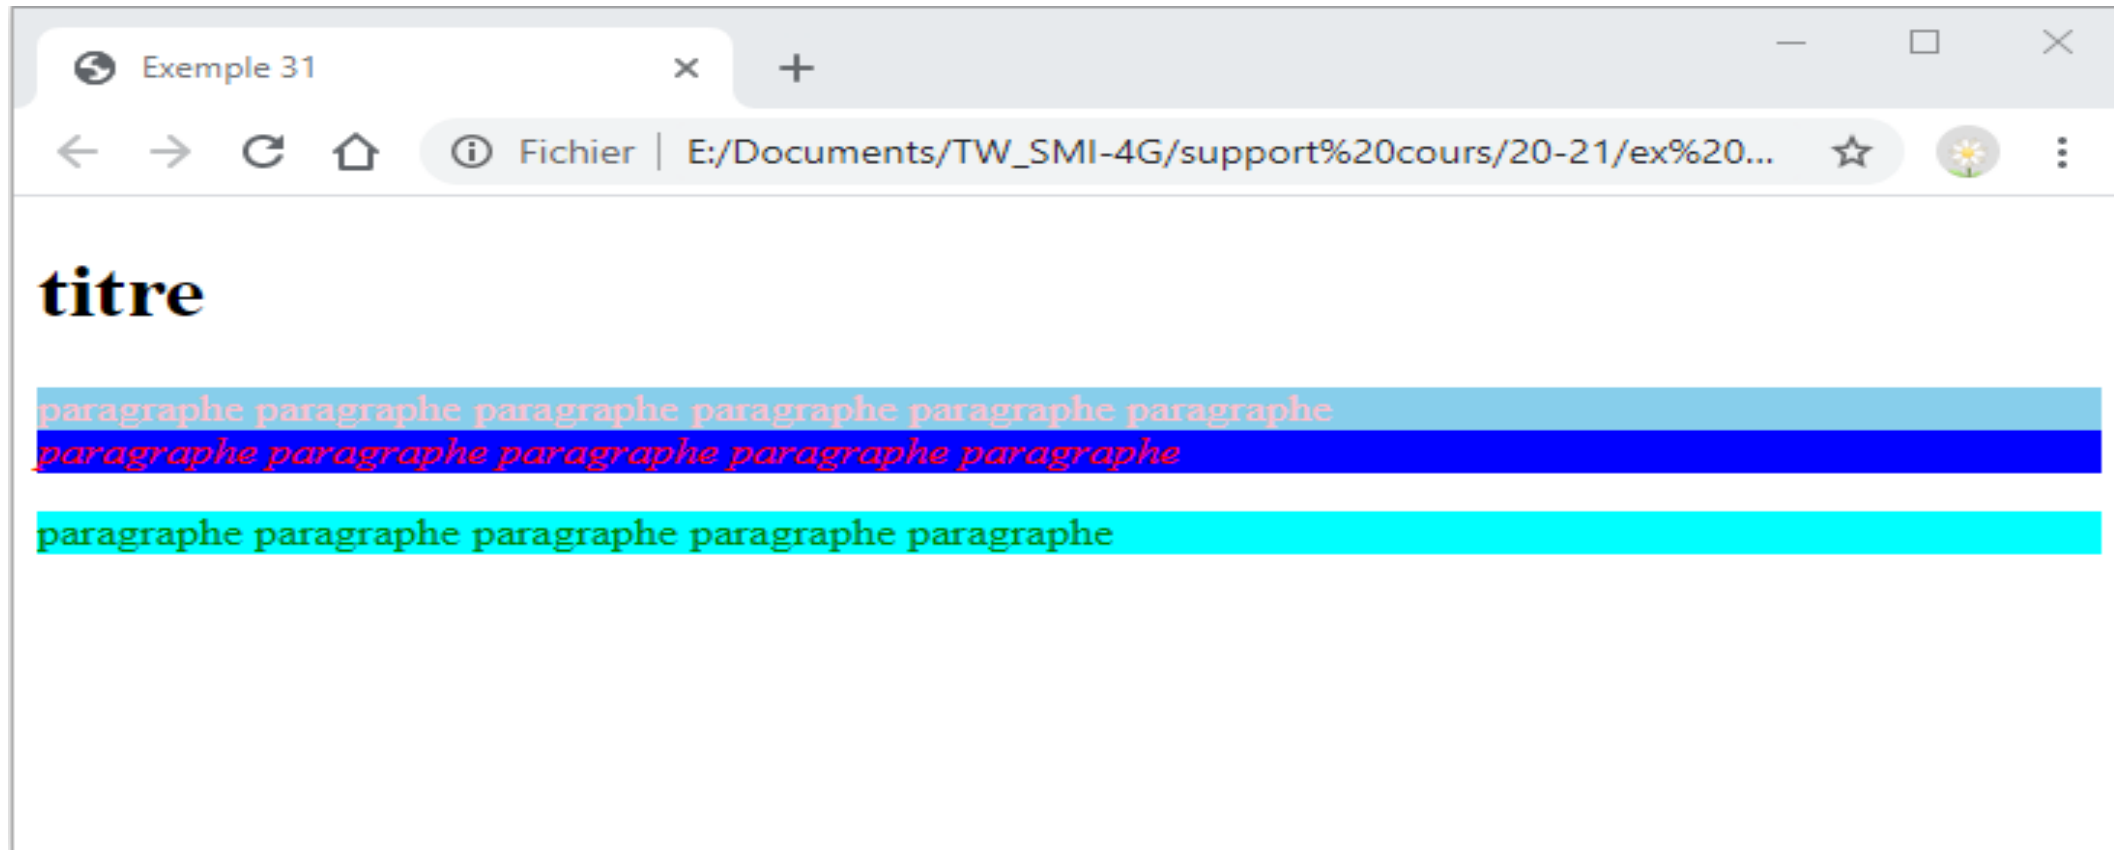 Exemple 31
Fichier E:/Documents/TW_SMI-4G/support%20cours/20-21/ex%20...
titre
paragraphe paragraphe paragraphe paragraphe paragraphe paragraphe
paragraphe paragraphe paragraphe paragraphe paragraphe
paragraphe paragraphe paragraphe paragraphe paragraphe